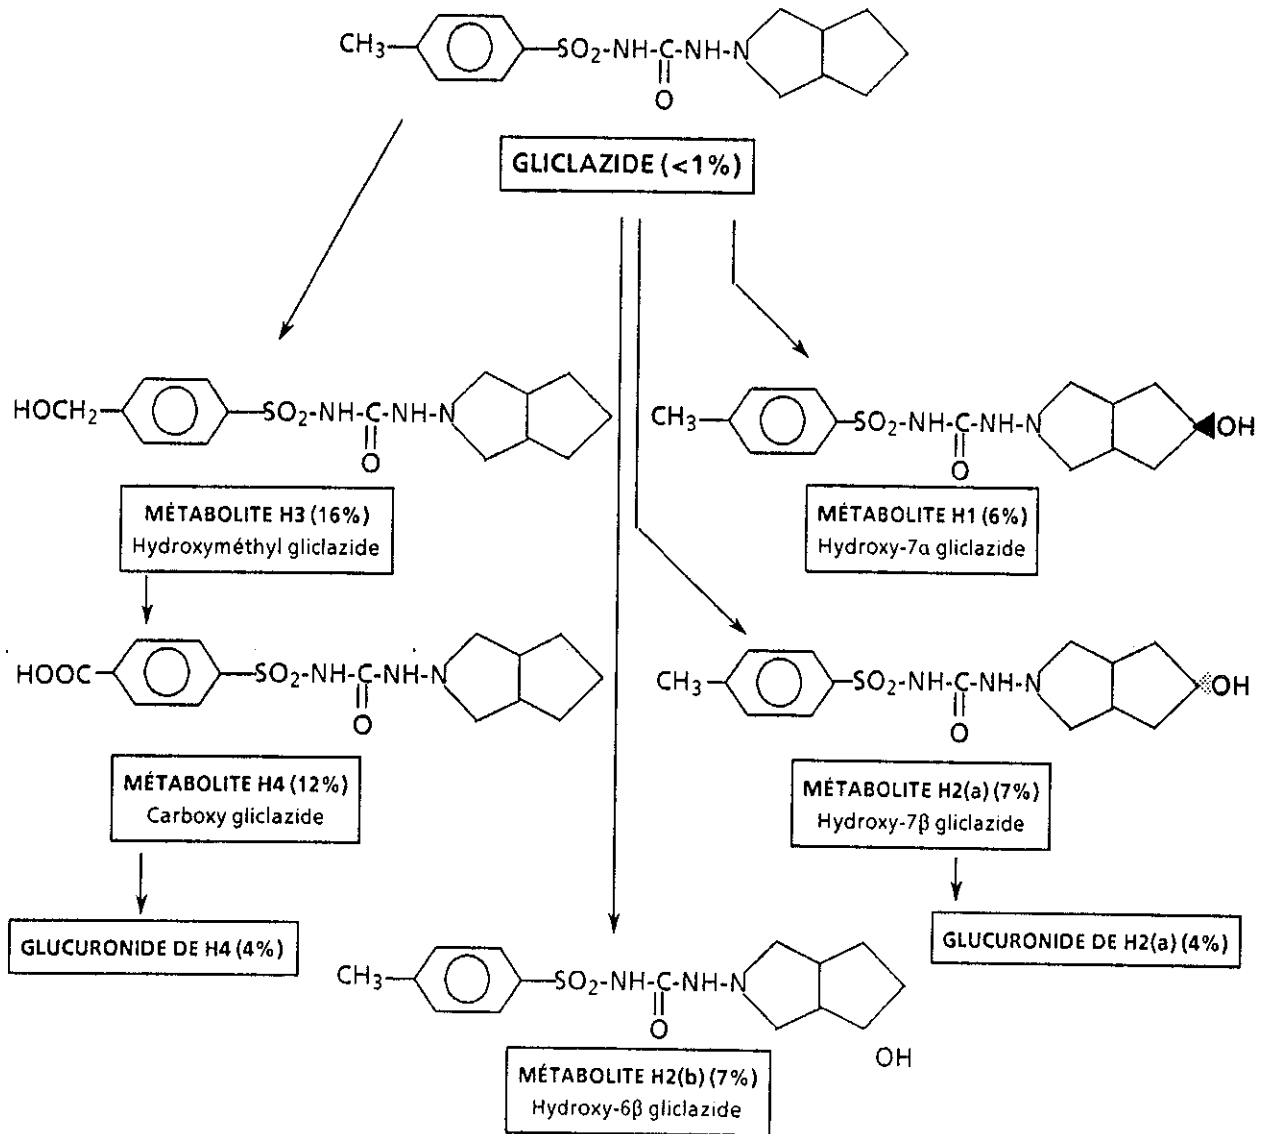 CH3-SO2-NH-C-NH-N
O
GLICLAZIDE (<1%)
HOCH2-SO2-NH-C-NH-N
O
MÉTABOLITE H3 (16%)
Hydroxyméthyl gliclazide
CH3-SO2-NH-C-NH-N OH
O
MÉTABOLITE H1 (6%)
Hydroxy-7α gliclazide
HOOC-SO2-NH-C-NH-N
O
MÉTABOLITE H4 (12%)
Carboxy gliclazide
CH3-SO2-NH-C-NH-N OH
O
MÉTABOLITE H2(a) (7%)
Hydroxy-7β gliclazide
GLUCURONIDE DE H4 (4%)
GLUCURONIDE DE H2(a) (4%)
CH3-SO2-NH-C-NH-N
O
OH
MÉTABOLITE H2(b) (7%)
Hydroxy-6β gliclazide